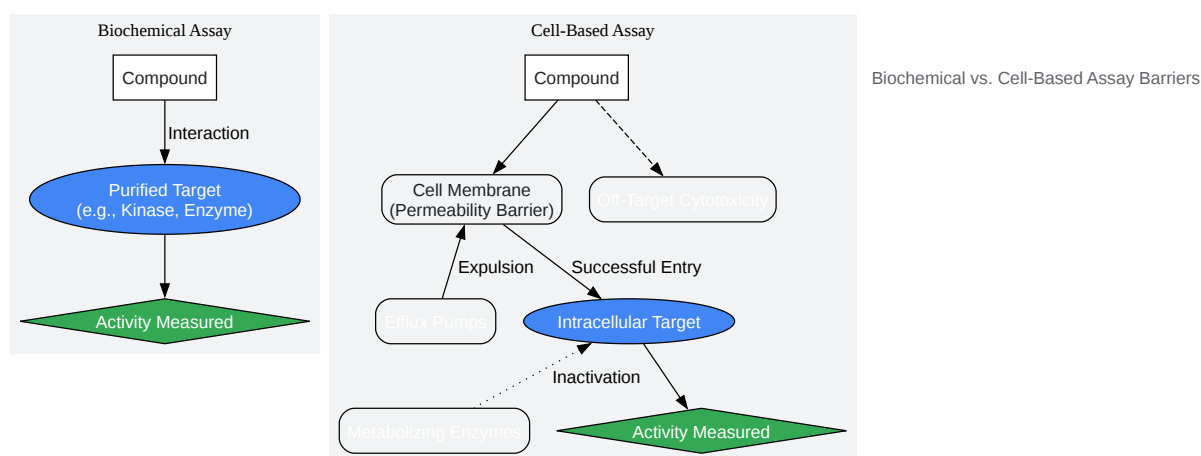 Biochemical Assay
Compound
Interaction
Purified Target
(e.g., Kinase, Enzyme)
Activity Measured
Cell-Based Assay
Compound
Cell Membrane
(Permeability Barrier)
Off-Target Cytotoxicity
Expulsion
Successful Entry
Efflux Pumps
Intracellular Target
Inactivation
Metabolizing Enzymes
Activity Measured
Biochemical vs. Cell-Based Assay Barriers